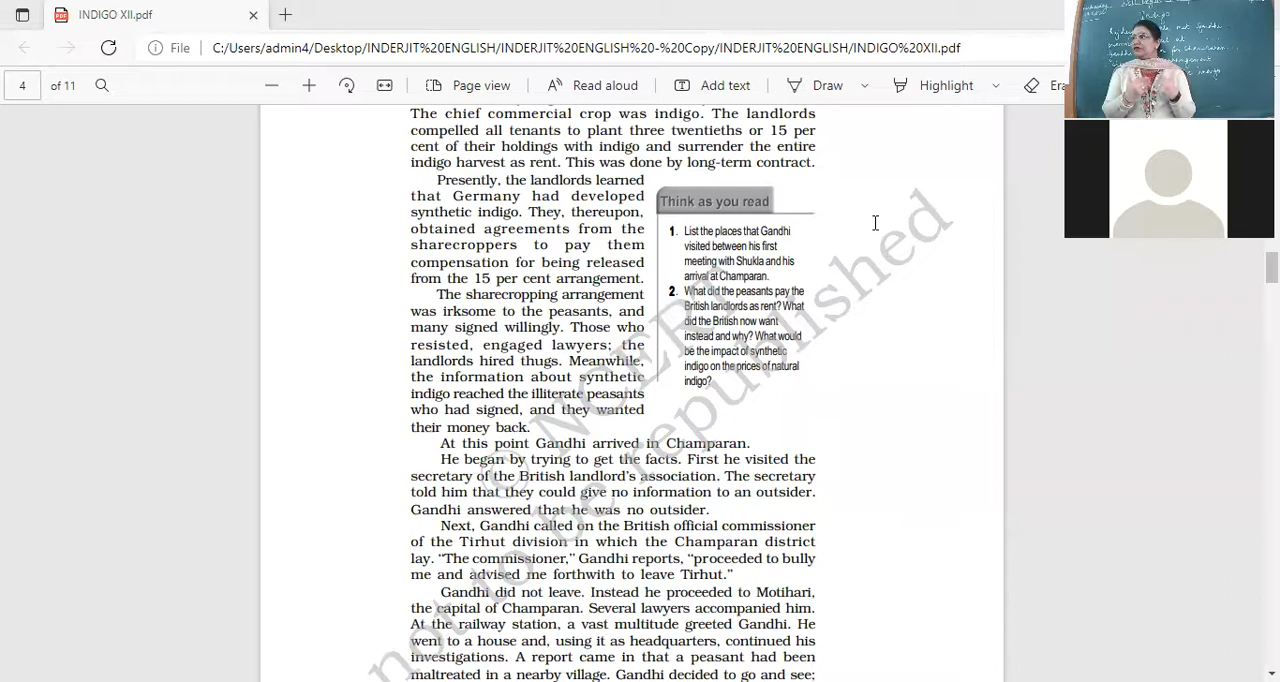 INDIGO XII.pdf
File
C:/Users/admin4/Desktop/INDERJIT%20ENGLISH/INDERJIT%20ENGLISH%20-%20Copy/INDERJIT%20ENGLISH/INDIGO%20XII.pdf
4 of 11
Page view
Read aloud
Add text
Draw
Highlight
Era
The chief commercial crop was indigo. The landlords
compelled all tenants to plant three twentieths or 15 per
cent of their holdings with indigo and surrender the entire
indigo harvest as rent. This was done by long-term contract.
Presently, the landlords learned
that Germany had developed
synthetic indigo. They, thereupon,
obtained agreements from the
sharecroppers to pay them
compensation for being released
from the 15 per cent arrangement.
The sharecropping arrangement
was irksome to the peasants, and
many signed willingly. Those who
resisted, engaged lawyers; the
landlords hired thugs. Meanwhile,
the information about synthetic
indigo reached the illiterate peasants
who had signed, and they wanted
their money back.
Think as you read
1. List the places that Gandhi
visited between his first
meeting with Shukla and his
arrival at Champaran.
2. What did the peasants pay the
British landlords as rent? What
did the British now want
instead and why? What would
be the impact of synthetic
indigo on the prices of natural
indigo?
At this point Gandhi arrived in Champaran.
He began by trying to get the facts. First he visited the
secretary of the British landlord's association. The secretary
told him that they could give no information to an outsider.
Gandhi answered that he was no outsider.
Next, Gandhi called on the British official commissioner
of the Tirhut division in which the Champaran district
lay. “The commissioner,” Gandhi reports, “proceeded to bully
me and advised me forthwith to leave Tirhut.”
Gandhi did not leave. Instead he proceeded to Motihari,
the capital of Champaran. Several lawyers accompanied him.
At the railway station, a vast multitude greeted Gandhi. He
went to a house and, using it as headquarters, continued his
investigations. A report came in that a peasant had been
maltreated in a nearby village. Gandhi decided to go and see;
© NCERT
not to be republished
Indigo